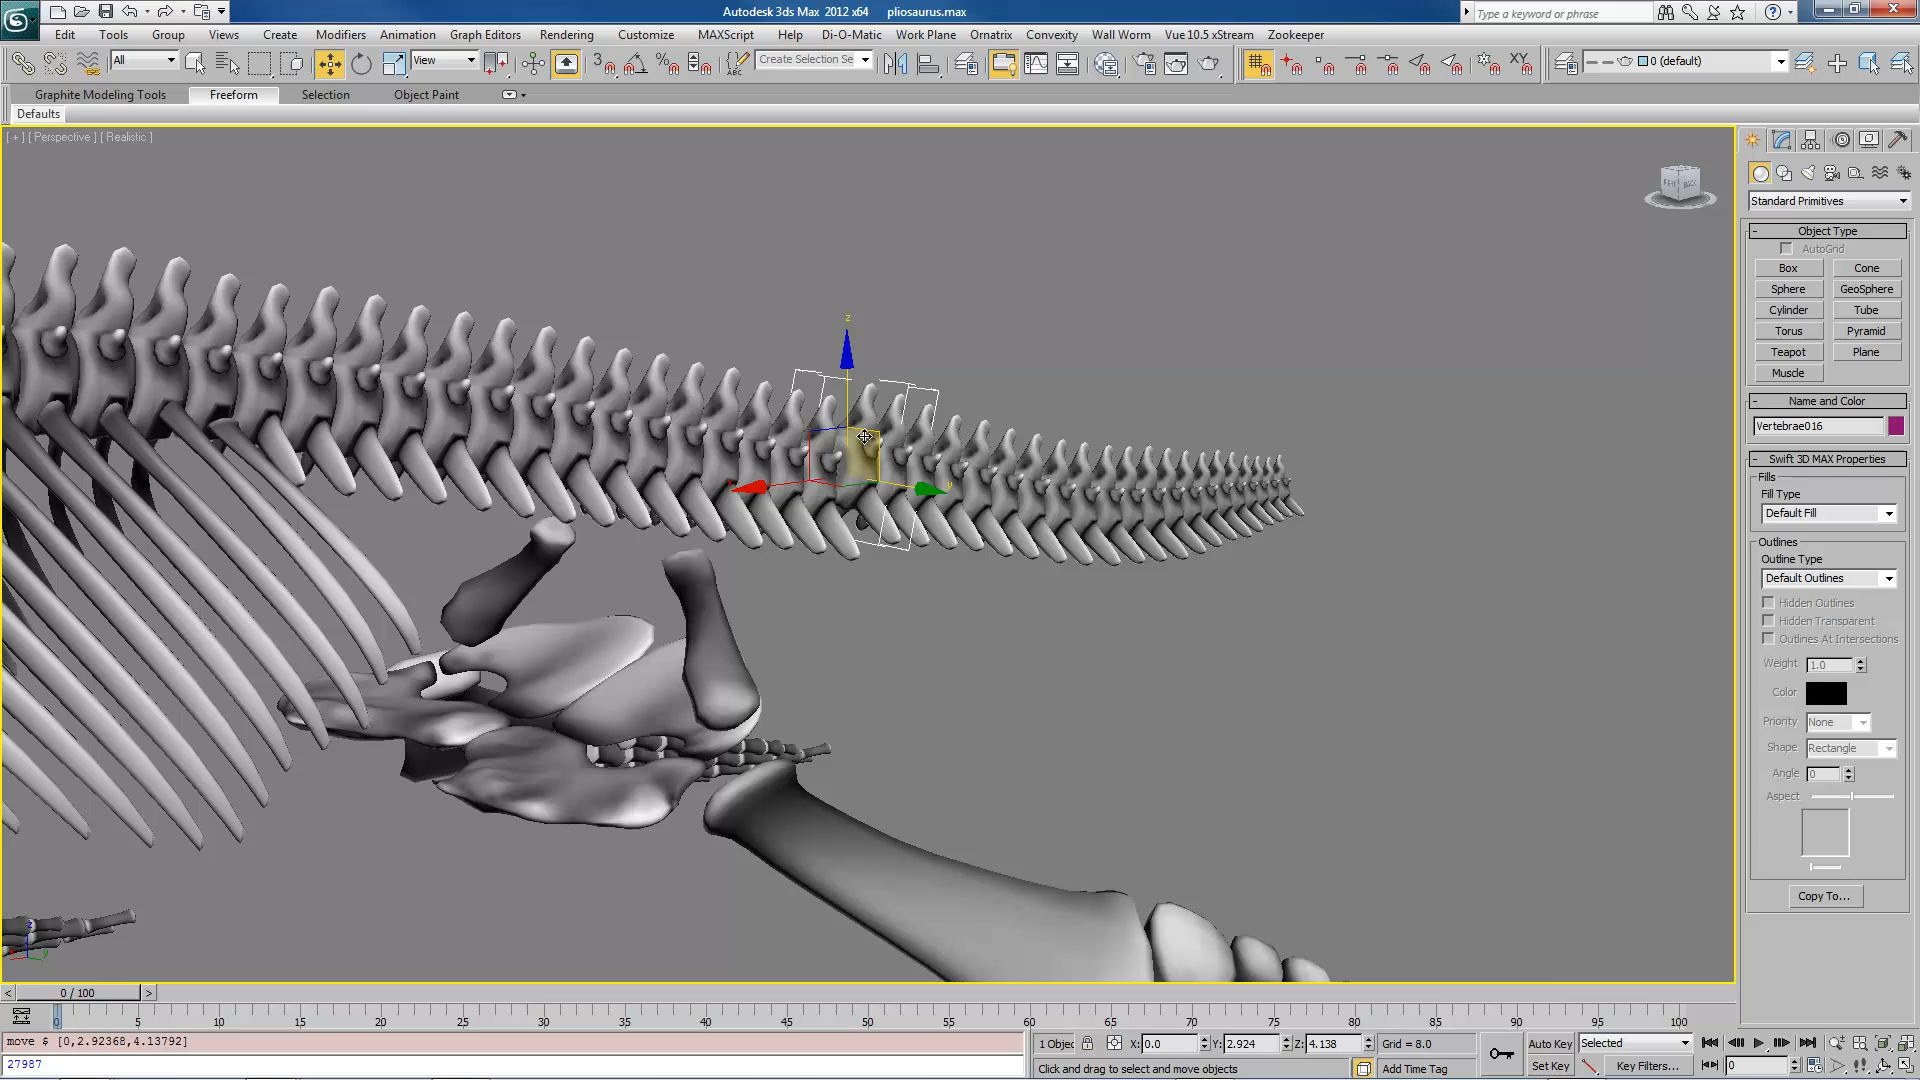 Autodesk 3ds Max 2012 x64 pliosaurus.max
Type a keyword or phrase
Edit Tools Group Views Create Modifiers Animation Graph Editors Rendering Customize MAXScript Help Di-O-Matic Work Plane Ornatrix Convexity Wall Worm Vue 10.5 xStream Zookeeper
All View 3 Create Selection Se XY 0 (default)
Graphite Modeling Tools Freeform Selection Object Paint
Defaults
[ + ] [ Perspective ] [ Realistic ]
BACK
Standard Primitives
- Object Type
AutoGrid
Box Cone
Sphere GeoSphere
Cylinder Tube
Torus Pyramid
Teapot Plane
Muscle
- Name and Color
Vertebrae016
- Swift 3D MAX Properties
Fills
Fill Type
Default Fill
Outlines
Outline Type
Default Outlines
Hidden Outlines
Hidden Transparent
Outlines At Intersections
Weight 1.0
Color
Priority None
Shape Rectangle
Angle 0
Aspect
Copy To...
z
y
z
y
< 0 / 100 >
0 5 10 15 20 25 30 35 40 45 50 55 60 65 70 75 80 85 90 95 100
move $ [0,2.92368,4.13792]
27987
1 Objec X: 0.0 Y: 2.924 Z: 4.138 Grid = 8.0
Click and drag to select and move objects Add Time Tag
Auto Key Selected
Set Key Key Filters... 0